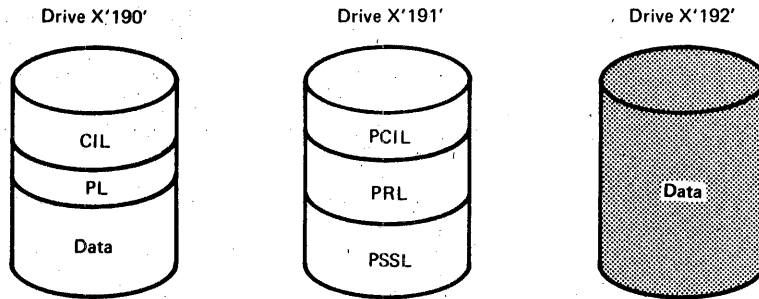 Drive X'190'
Drive X'191'
Drive X'192'
CIL
PL
Data
PCIL
PRL
PSSL
Data